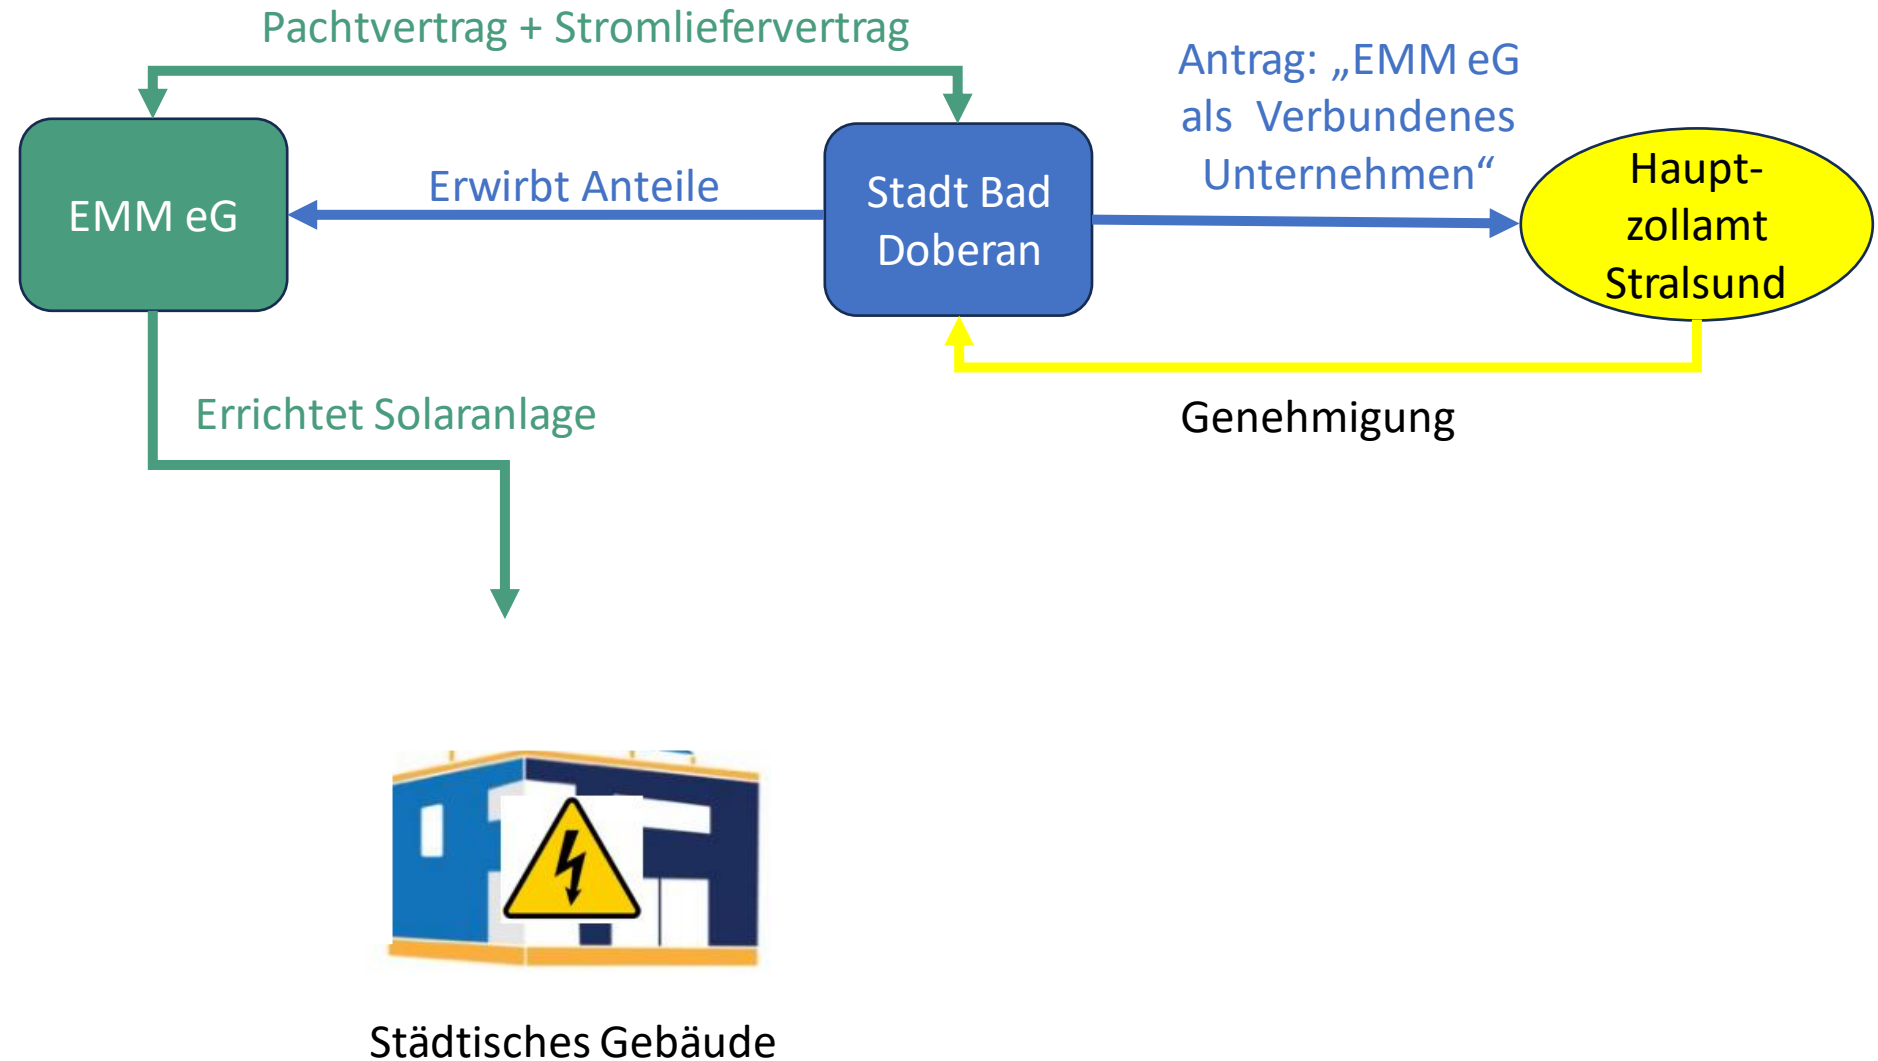 Pachtvertrag + Stromliefervertrag
Antrag: „EMM eG
als Verbundenes
Unternehmen“
EMM eG
Erwirbt Anteile
Stadt Bad
Doberan
Haupt-
zollamt
Stralsund
Errichtet Solaranlage
Genehmigung
Städtisches Gebäude